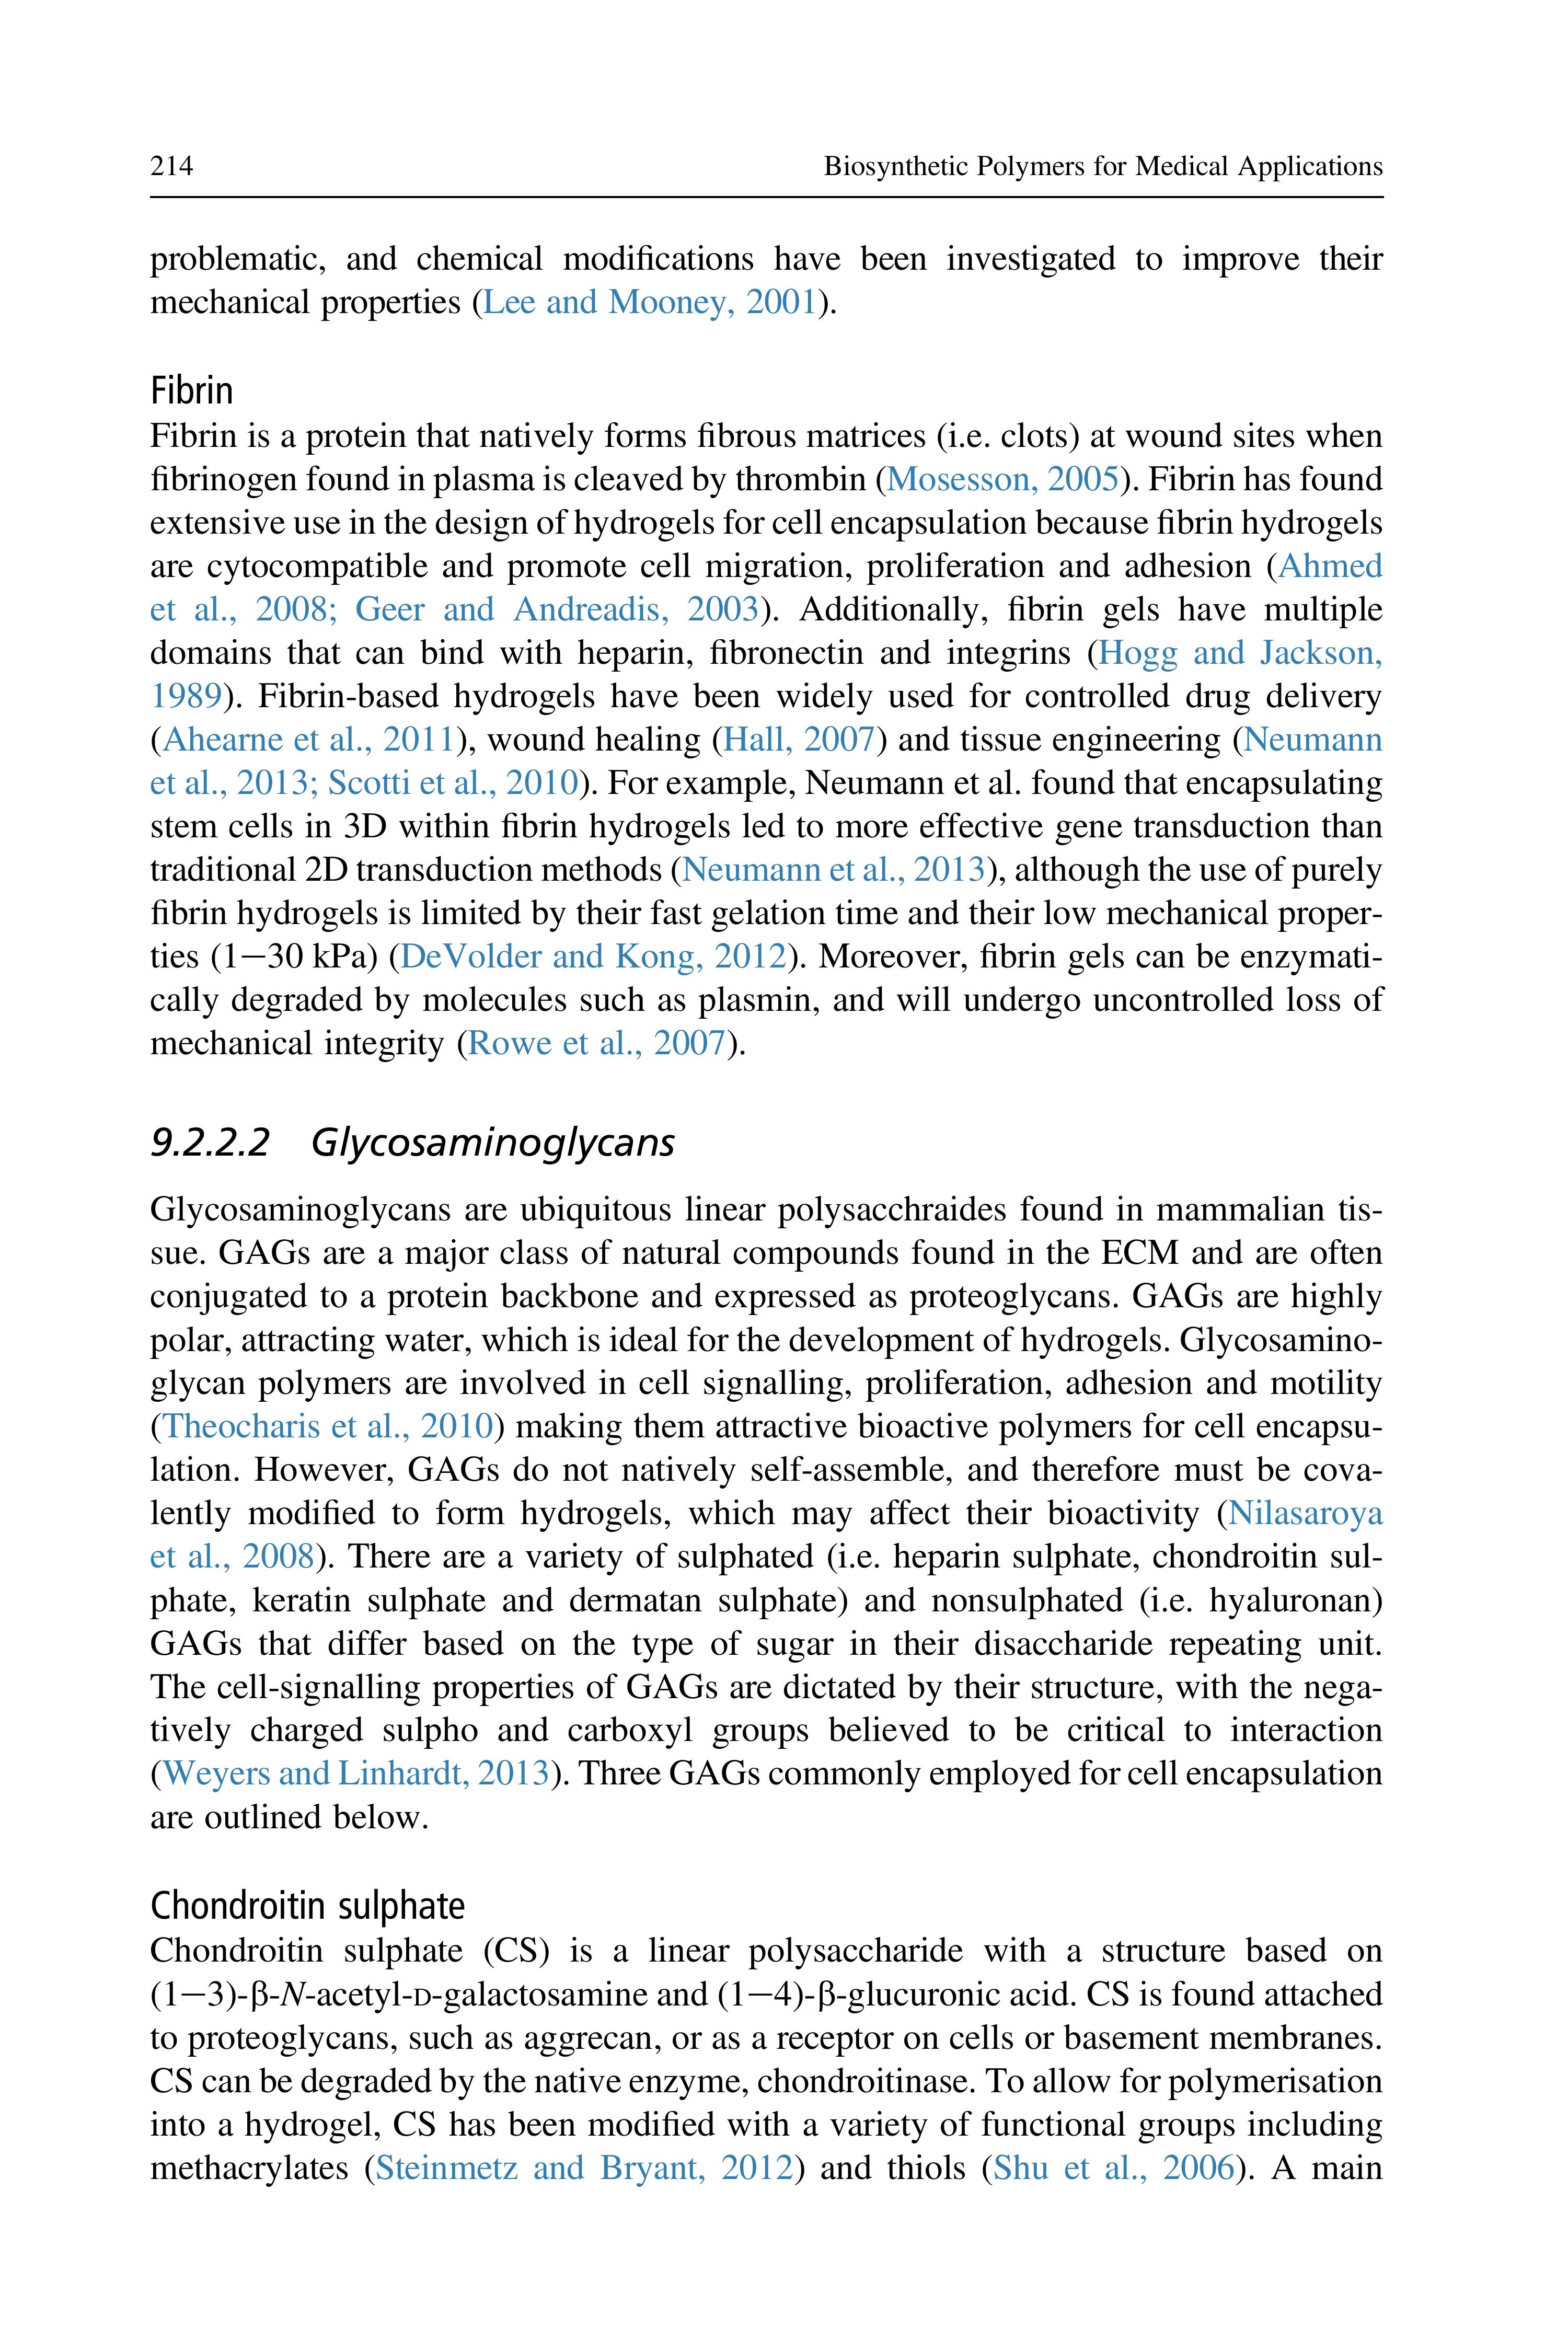 214 Biosynthetic Polymers for Medical Applications
problematic, and chemical modifications have been investigated to improve their
mechanical properties (Lee and Mooney, 2001).
Fibrin
Fibrin is a protein that natively forms fibrous matrices (i.e. clots) at wound sites when
fibrinogen found in plasma is cleaved by thrombin (Mosesson, 2005). Fibrin has found
extensive use in the design of hydrogels for cell encapsulation because fibrin hydrogels
are cytocompatible and promote cell migration, proliferation and adhesion (Ahmed
et al., 2008; Geer and Andreadis, 2003). Additionally, fibrin gels have multiple
domains that can bind with heparin, fibronectin and integrins (Hogg and Jackson,
1989). Fibrin-based hydrogels have been widely used for controlled drug delivery
(Ahearne et al., 2011), wound healing (Hall, 2007) and tissue engineering (Neumann
et al., 2013; Scotti et al., 2010). For example, Neumann et al. found that encapsulating
stem cells in 3D within fibrin hydrogels led to more effective gene transduction than
traditional 2D transduction methods (Neumann et al., 2013), although the use of purely
fibrin hydrogels is limited by their fast gelation time and their low mechanical proper-
ties (1–30 kPa) (DeVolder and Kong, 2012). Moreover, fibrin gels can be enzymati-
cally degraded by molecules such as plasmin, and will undergo uncontrolled loss of
mechanical integrity (Rowe et al., 2007).
9.2.2.2 Glycosaminoglycans
Glycosaminoglycans are ubiquitous linear polysacchraides found in mammalian tis-
sue. GAGs are a major class of natural compounds found in the ECM and are often
conjugated to a protein backbone and expressed as proteoglycans. GAGs are highly
polar, attracting water, which is ideal for the development of hydrogels. Glycosamino-
glycan polymers are involved in cell signalling, proliferation, adhesion and motility
(Theocharis et al., 2010) making them attractive bioactive polymers for cell encapsu-
lation. However, GAGs do not natively self-assemble, and therefore must be cova-
lently modified to form hydrogels, which may affect their bioactivity (Nilasaroya
et al., 2008). There are a variety of sulphated (i.e. heparin sulphate, chondroitin sul-
phate, keratin sulphate and dermatan sulphate) and nonsulphated (i.e. hyaluronan)
GAGs that differ based on the type of sugar in their disaccharide repeating unit.
The cell-signalling properties of GAGs are dictated by their structure, with the nega-
tively charged sulpho and carboxyl groups believed to be critical to interaction
(Weyers and Linhardt, 2013). Three GAGs commonly employed for cell encapsulation
are outlined below.
Chondroitin sulphate
Chondroitin sulphate (CS) is a linear polysaccharide with a structure based on
(1–3)-β-N-acetyl-D-galactosamine and (1–4)-β-glucuronic acid. CS is found attached
to proteoglycans, such as aggrecan, or as a receptor on cells or basement membranes.
CS can be degraded by the native enzyme, chondroitinase. To allow for polymerisation
into a hydrogel, CS has been modified with a variety of functional groups including
methacrylates (Steinmetz and Bryant, 2012) and thiols (Shu et al., 2006). A main